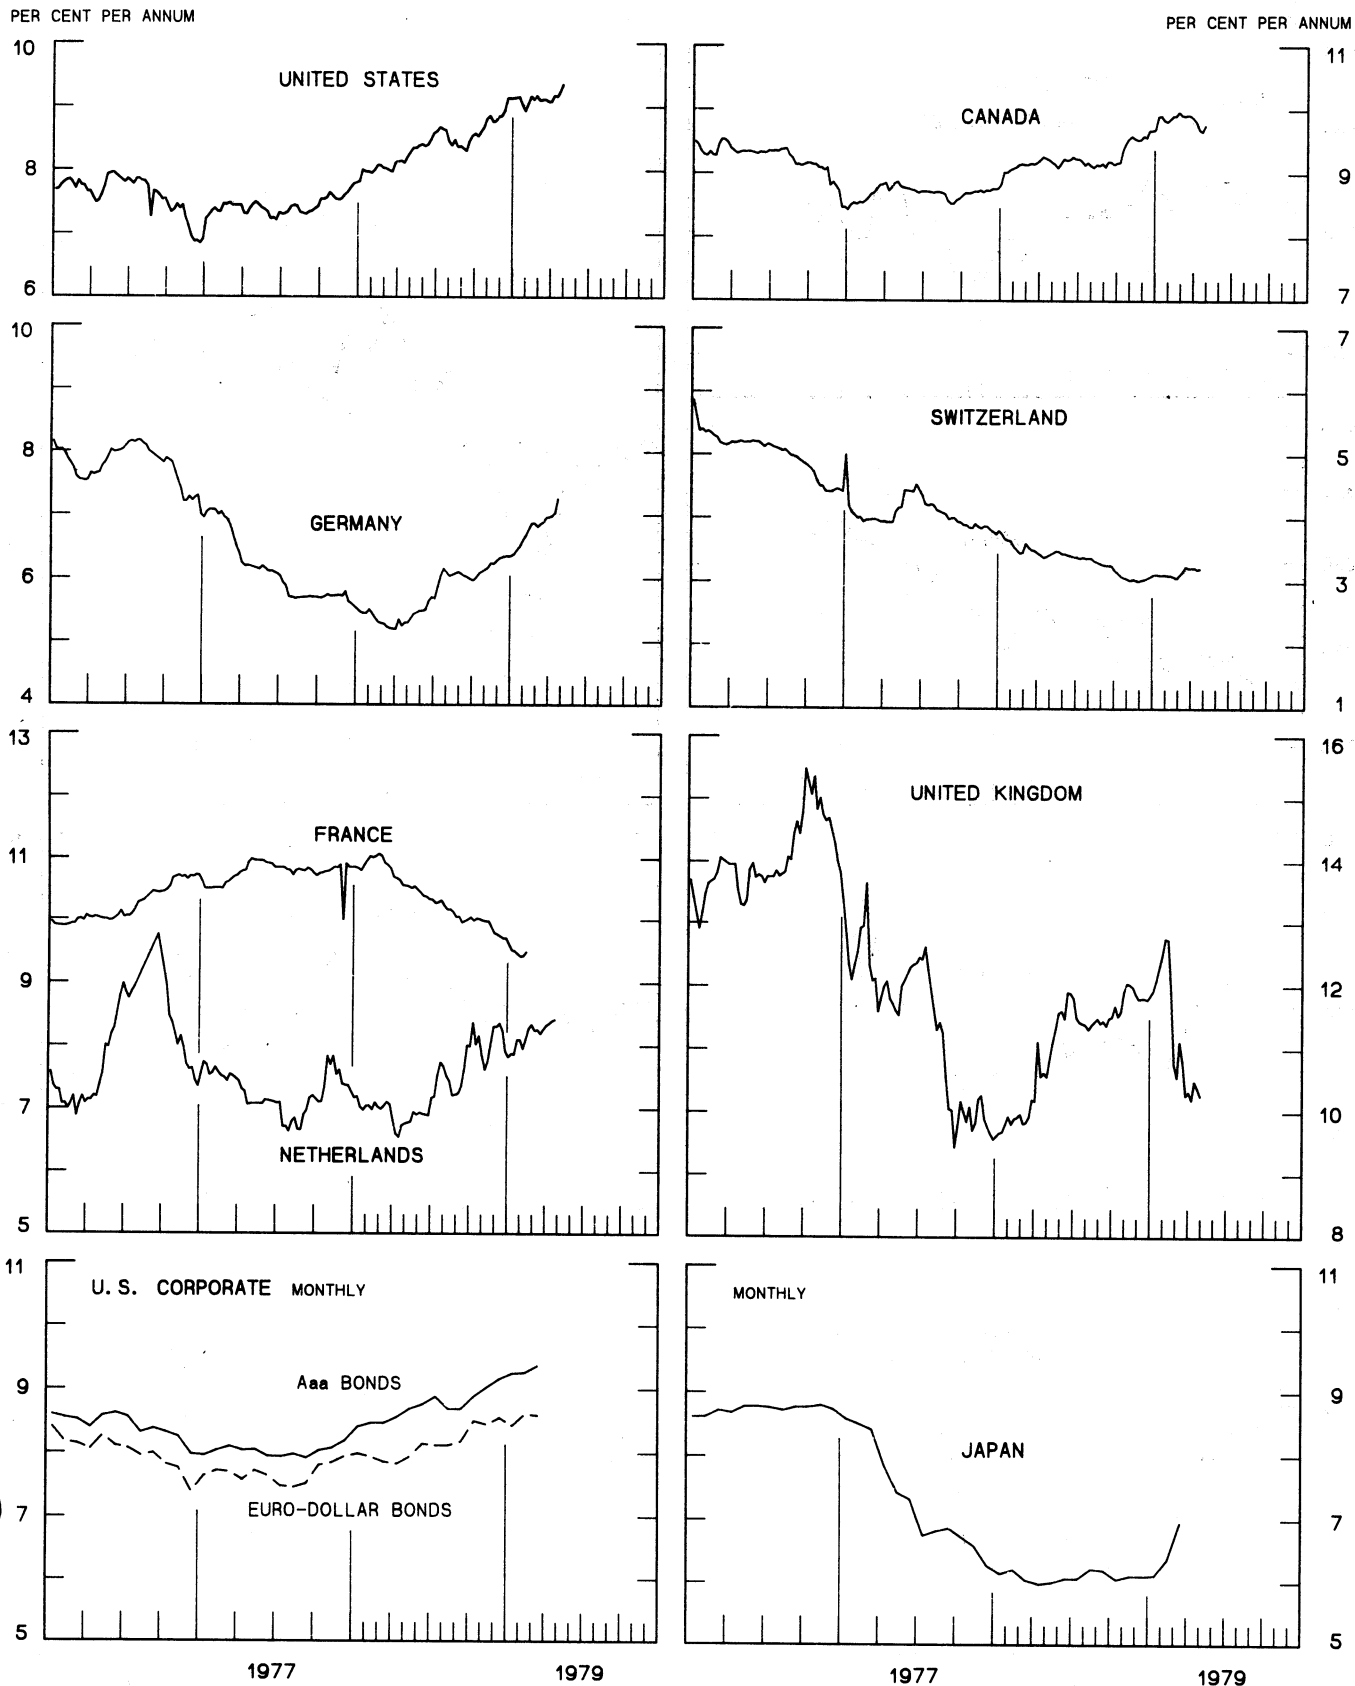 PER CENT PER ANNUM
PER CENT PER ANNUM
10
8
6
UNITED STATES
11
9
7
CANADA
10
8
6
4
GERMANY
7
5
3
1
SWITZERLAND
13
11
9
7
5
FRANCE
NETHERLANDS
16
14
12
10
8
UNITED KINGDOM
11
9
7
5
U.S. CORPORATE MONTHLY
Aaa BONDS
EURO-DOLLAR BONDS
11
9
7
5
MONTHLY
JAPAN
1977
1979
1977
1979